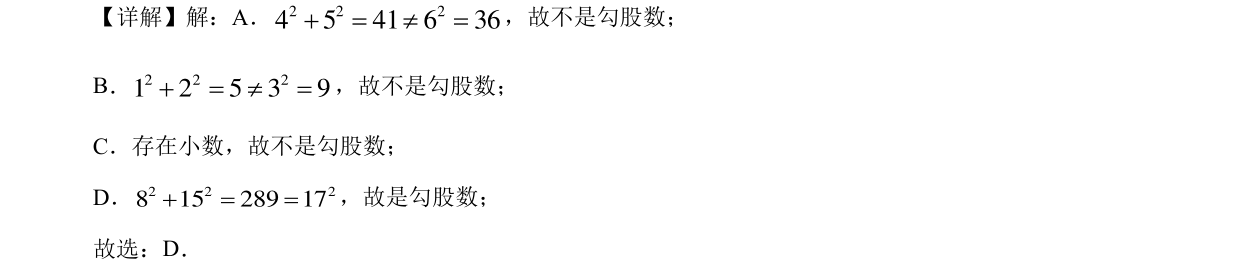 【详解】解：A．4² + 5² = 41 ≠ 6² = 36，故不是勾股数；
B．1² + 2² = 5 ≠ 3² = 9，故不是勾股数；
C．存在小数，故不是勾股数；
D．8² + 15² = 289 = 17²，故是勾股数；
故选：D．